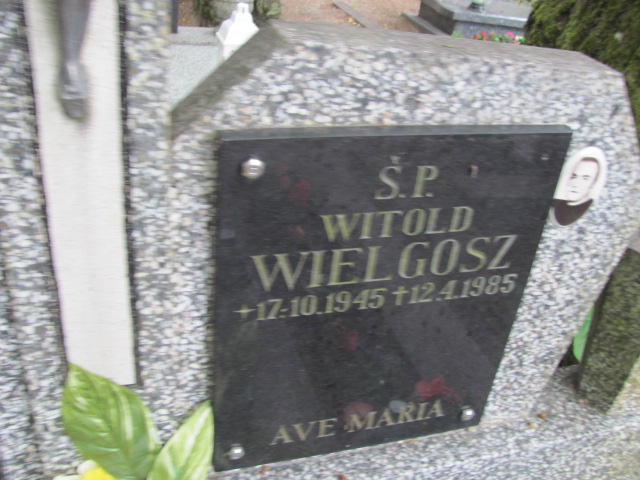 Ś.P.
WITOLD
WIELGOSZ
+17.10.1945 †12.4.1985
AVE MARIA